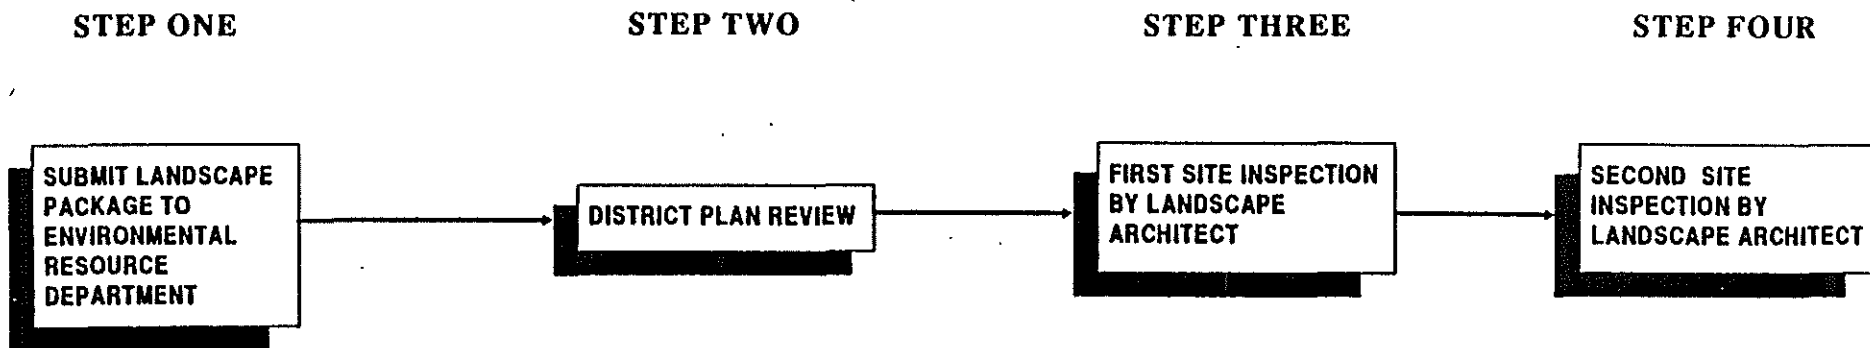 STEP ONE
STEP TWO
STEP THREE
STEP FOUR
SUBMIT LANDSCAPE
PACKAGE TO
ENVIRONMENTAL
RESOURCE
DEPARTMENT
DISTRICT PLAN REVIEW
FIRST SITE INSPECTION
BY LANDSCAPE
ARCHITECT
SECOND SITE
INSPECTION BY
LANDSCAPE ARCHITECT